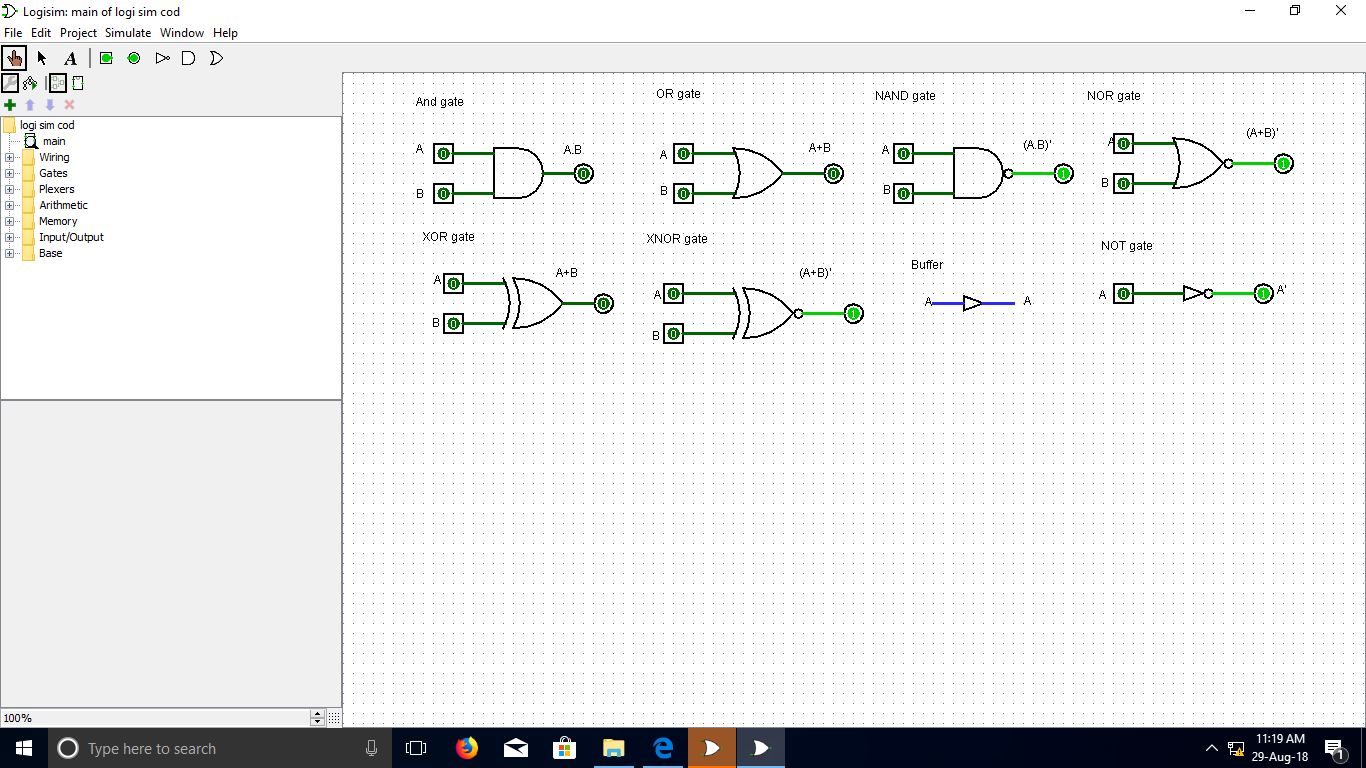 Logisim: main of logi sim cod
File Edit Project Simulate Window Help
A
logi sim cod
main
Wiring
Gates
Plexers
Arithmetic
Memory
Input/Output
Base
100%
And gate
A
0
B
0
A.B
0
OR gate
A
0
B
0
A+B
0
NAND gate
A
0
B
0
(A.B)'
1
NOR gate
A
0
B
0
(A+B)'
1
XOR gate
A
0
B
0
A+B
0
XNOR gate
A
0
B
0
(A+B)'
1
Buffer
A
A
NOT gate
A
0
A'
1
Type here to search
11:19 AM
29-Aug-18
1